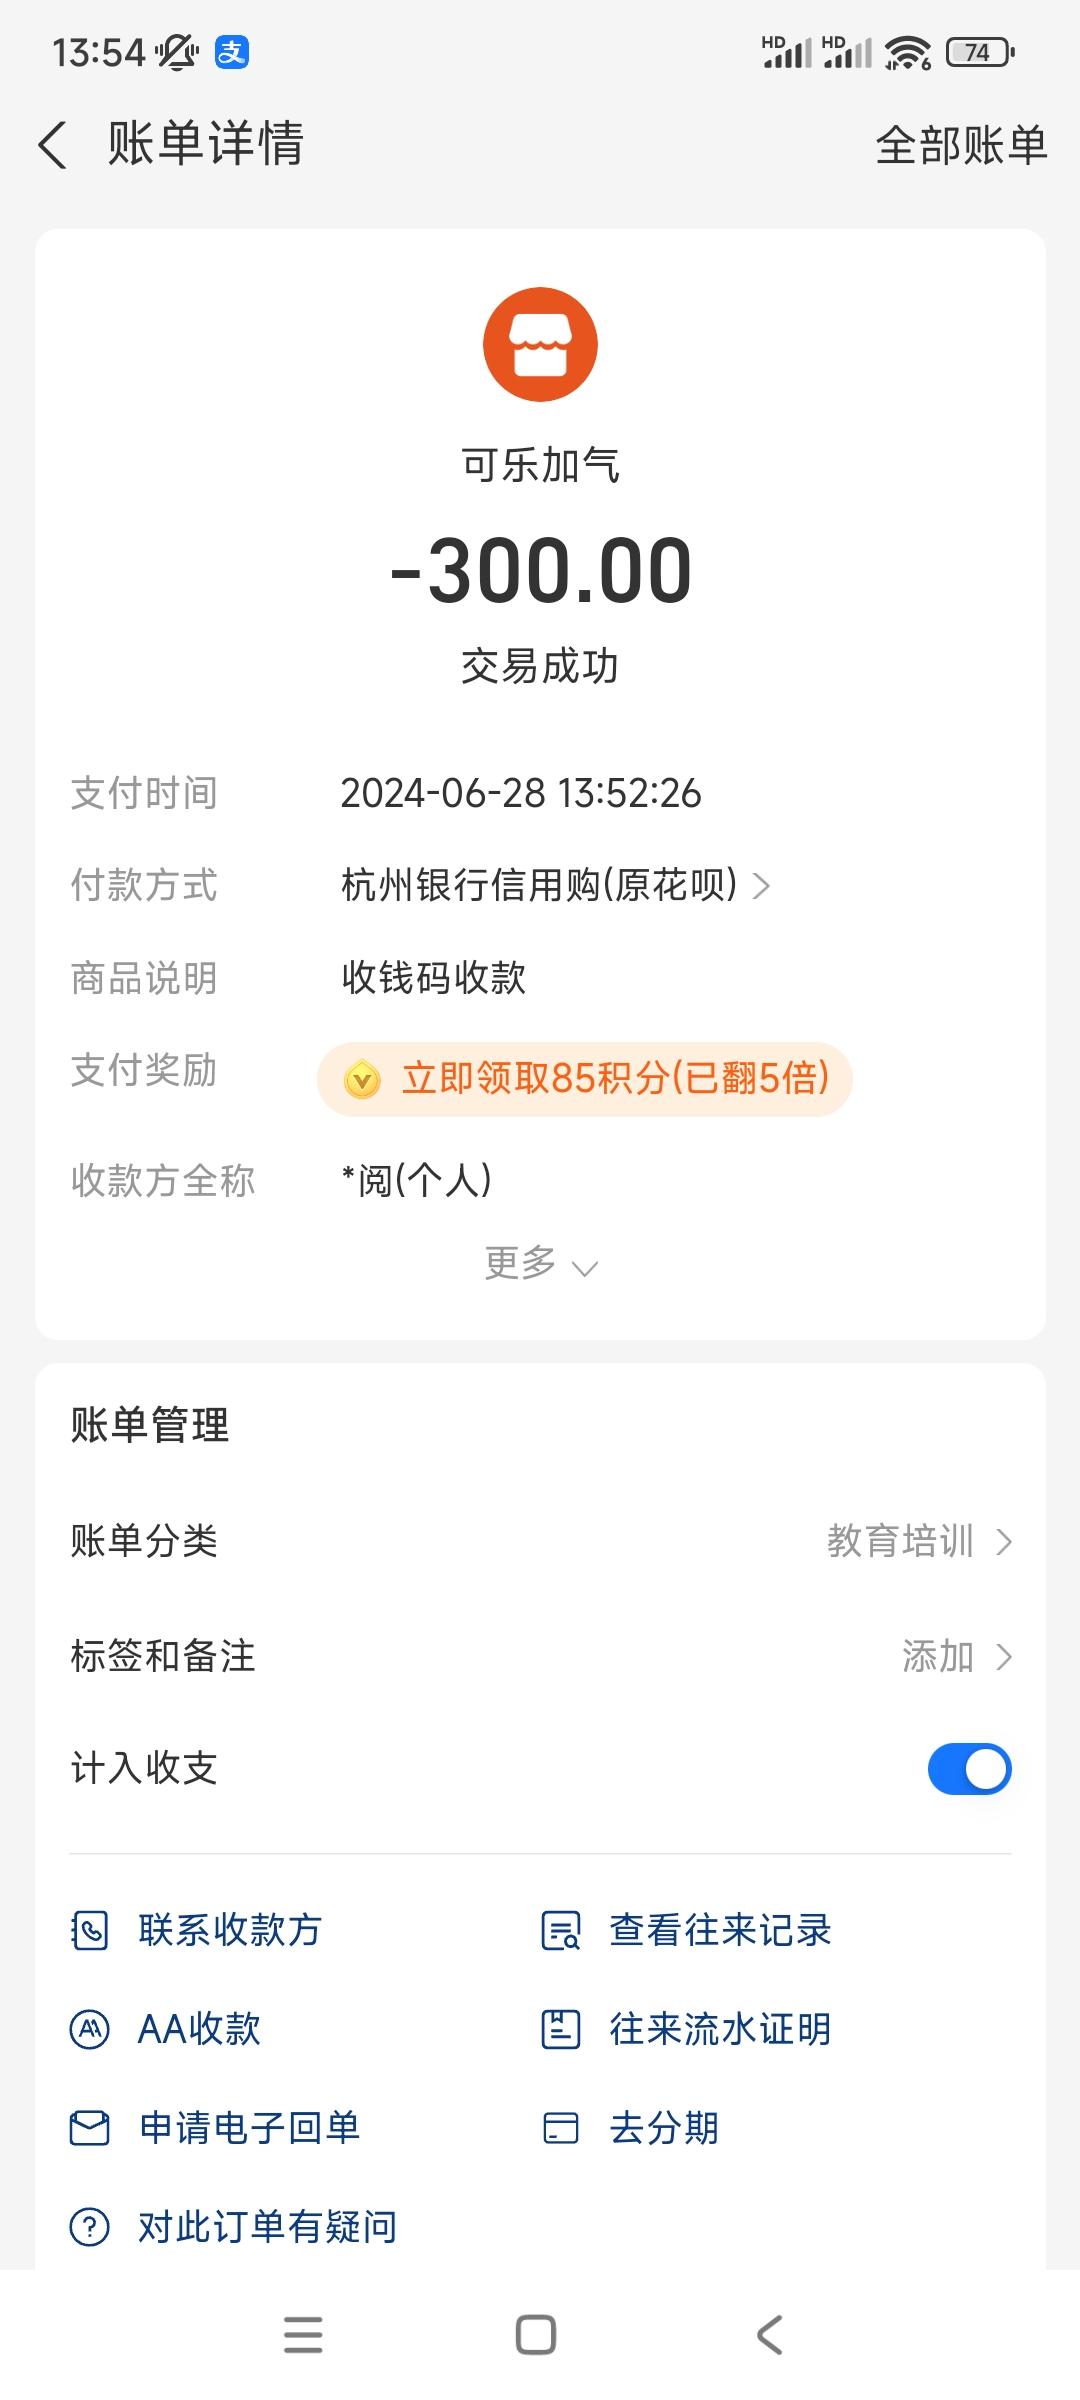 13:54 支 HD HD 6 74
账单详情 全部账单
可乐加气
-300.00
交易成功
支付时间 2024-06-28 13:52:26
付款方式 杭州银行信用购(原花呗)
商品说明 收钱码收款
支付奖励 立即领取85积分(已翻5倍)
收款方全称 *阅(个人)
更多
账单管理
账单分类 教育培训
标签和备注 添加
计入收支
联系收款方 查看往来记录
AA收款 往来流水证明
申请电子回单 去分期
对此订单有疑问